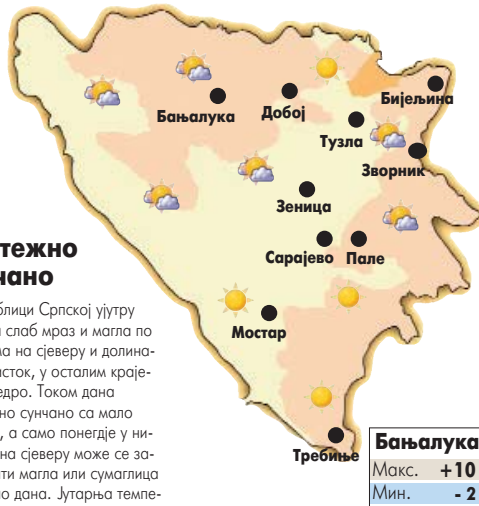 Бањалука
Добој
Бијељина
Тузла
Зворник
Зеница
Сарајево
Пале
Мостар
Требиње
тежно
чано
блици Српској ујутру
слаб мраз и магла по
ма на сјеверу и долина-
исток, у осталим краје-
едро. Током дана
но сунчано са мало
, а само понегдје у ни-
на сјеверу може се за-
ати магла или сумаглица
о дана. Јутарња темпе-
Бањалука
Макс. +10
Мин. - 2